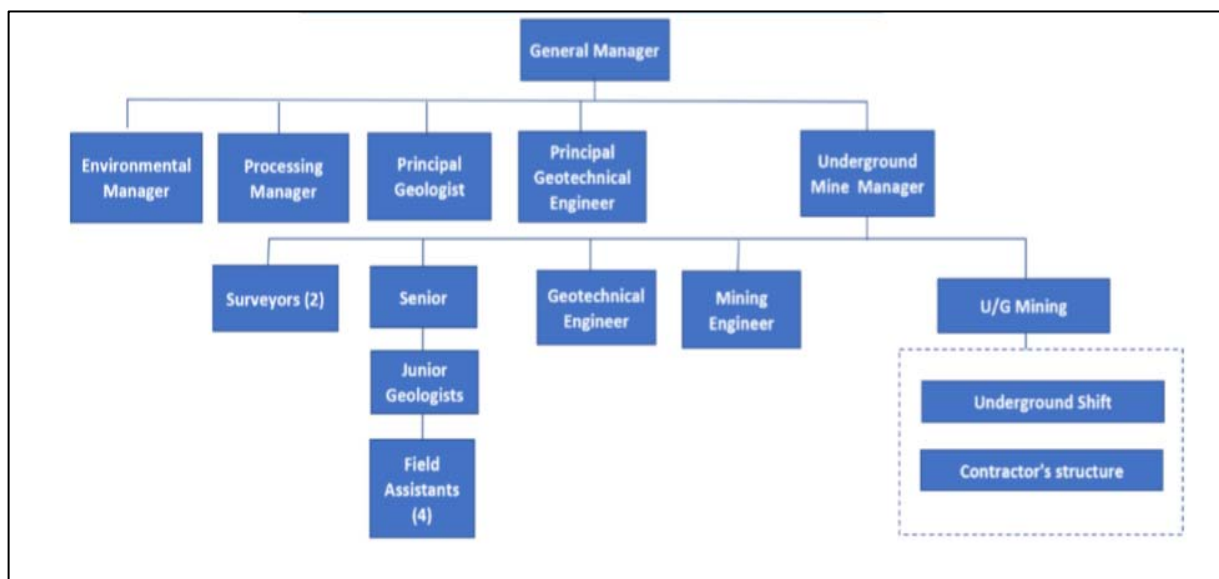 General Manager
Environmental
Manager
Processing
Manager
Principal
Geologist
Principal
Geotechnical
Engineer
Underground
Mine Manager
Surveyors (2)
Senior
Geotechnical
Engineer
Mining
Engineer
U/G Mining
Junior
Geologists
Field
Assistants
(4)
Underground Shift
Contractor's structure